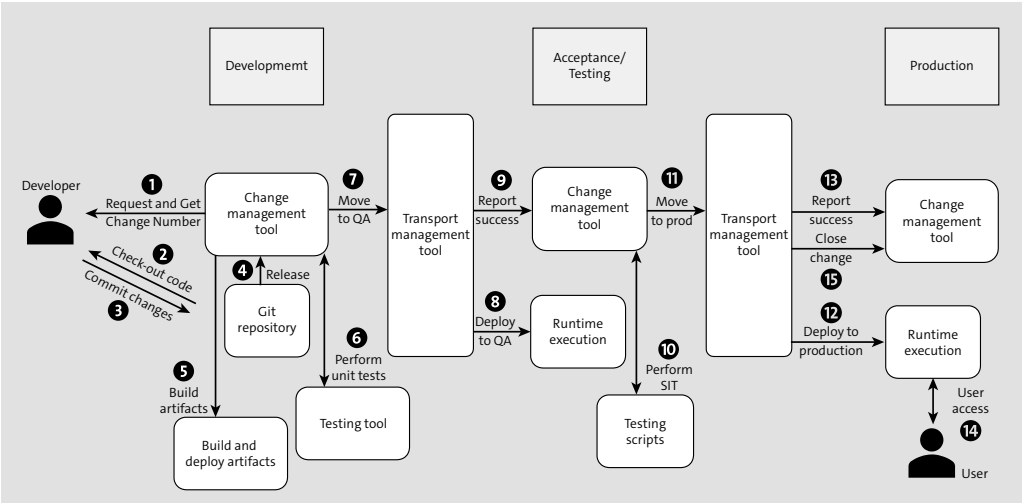 Developmemt
Acceptance/
Testing
Production
Developer
1
Request and Get
Change Number
2
Check-out code
Commit changes
3
Change
management
tool
4
Release
Git
repository
5
Build
artifacts
Build and
deploy artifacts
6
Perform
unit tests
Testing tool
7
Move
to QA
Transport
management
tool
9
Report
success
8
Deploy
to QA
Change
management
tool
Runtime
execution
10
Perform
SIT
Testing
scripts
11
Move
to prod
Transport
management
tool
13
Report
success
Close
change
15
12
Deploy to
production
Change
management
tool
Runtime
execution
User
access
14
User